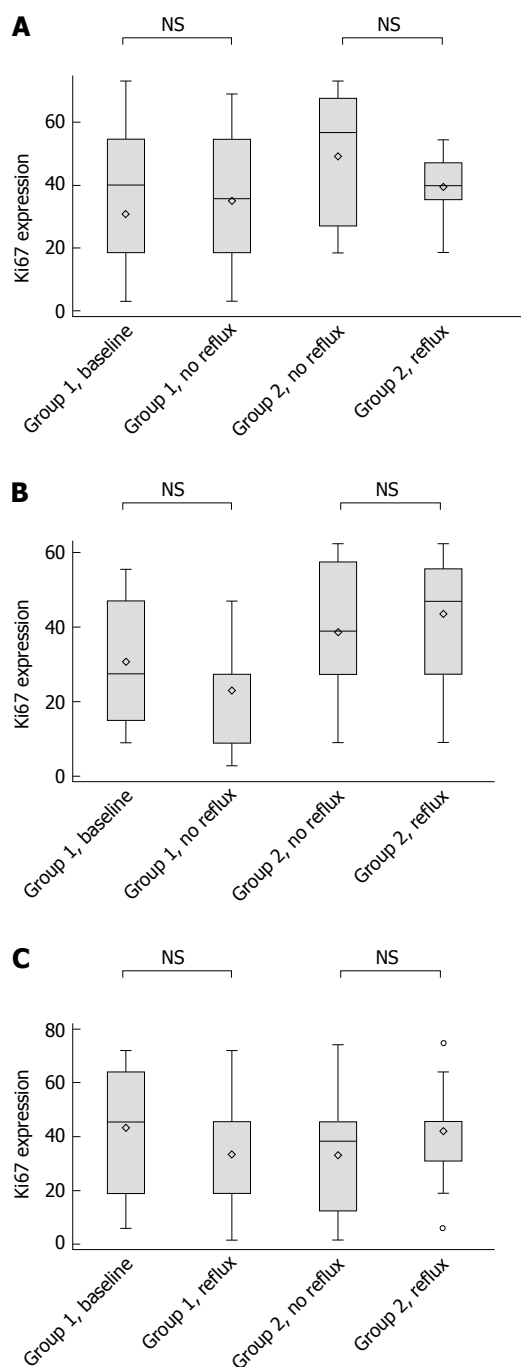 A
NS
NS
Ki67 expression
60
40
20
0
Group 1, baseline
Group 1, no reflux
Group 2, no reflux
Group 2, reflux
B
NS
NS
Ki67 expression
60
40
20
0
Group 1, baseline
Group 1, no reflux
Group 2, no reflux
Group 2, reflux
C
NS
NS
Ki67 expression
80
60
40
20
0
Group 1, baseline
Group 1, reflux
Group 2, no reflux
Group 2, reflux